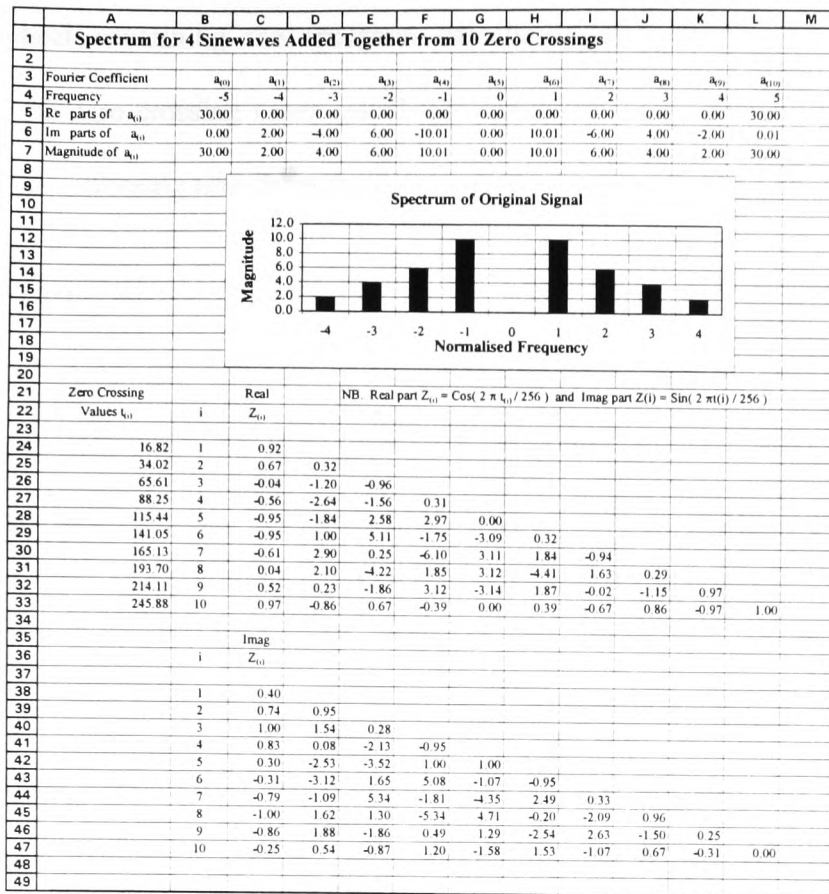 A B C D E F G H I J K L M
1 Spectrum for 4 Sinewaves Added Together from 10 Zero Crossings
2
3 Fourier Coefficient a(0) a(1) a(2) a(3) a(4) a(5) a(6) a(7) a(8) a(9) a(10)
4 Frequency -5 -4 -3 -2 -1 0 1 2 3 4 5
5 Re parts of a(i) 30.00 0.00 0.00 0.00 0.00 0.00 0.00 0.00 0.00 0.00 30.00
6 Im parts of a(i) 0.00 2.00 -4.00 6.00 -10.01 0.00 10.01 -6.00 4.00 -2.00 0.01
7 Magnitude of a(i) 30.00 2.00 4.00 6.00 10.01 0.00 10.01 6.00 4.00 2.00 30.00
8
9
10 Spectrum of Original Signal
11 12.0
12 10.0
13 8.0
14 6.0
15 4.0
16 2.0
17 0.0
Magnitude
18 -4 -3 -2 -1 0 1 2 3 4
19 Normalised Frequency
20
21 Zero Crossing Real NB. Real part Z(i) = Cos( 2 π t(i) / 256 ) and Imag part Z(i) = Sin( 2 πt(i) / 256 )
22 Values t(i) i Z(i)
23
24 16.82 1 0.92
25 34.02 2 0.67 0.32
26 65.61 3 -0.04 -1.20 -0.96
27 88.25 4 -0.56 -2.64 -1.56 0.31
28 115.44 5 -0.95 -1.84 2.58 2.97 0.00
29 141.05 6 -0.95 1.00 5.11 -1.75 -3.09 0.32
30 165.13 7 -0.61 2.90 0.25 -6.10 3.11 1.84 -0.94
31 193.70 8 0.04 2.10 -4.22 1.85 3.12 -4.41 1.63 0.29
32 214.11 9 0.52 0.23 -1.86 3.12 -3.14 1.87 -0.02 -1.15 0.97
33 245.88 10 0.97 -0.86 0.67 -0.39 0.00 0.39 -0.67 0.86 -0.97 1.00
34
35 Imag
36 i Z(i)
37
38 1 0.40
39 2 0.74 0.95
40 3 1.00 1.54 0.28
41 4 0.83 0.08 -2.13 -0.95
42 5 0.30 -2.53 -3.52 1.00 1.00
43 6 -0.31 -3.12 1.65 5.08 -1.07 -0.95
44 7 -0.79 -1.09 5.34 -1.81 -4.35 2.49 0.33
45 8 -1.00 1.62 1.30 -5.34 4.71 -0.20 -2.09 0.96
46 9 -0.86 1.88 -1.86 0.49 1.29 -2.54 2.63 -1.50 0.25
47 10 -0.25 0.54 -0.87 1.20 -1.58 1.53 -1.07 0.67 -0.31 0.00
48
49